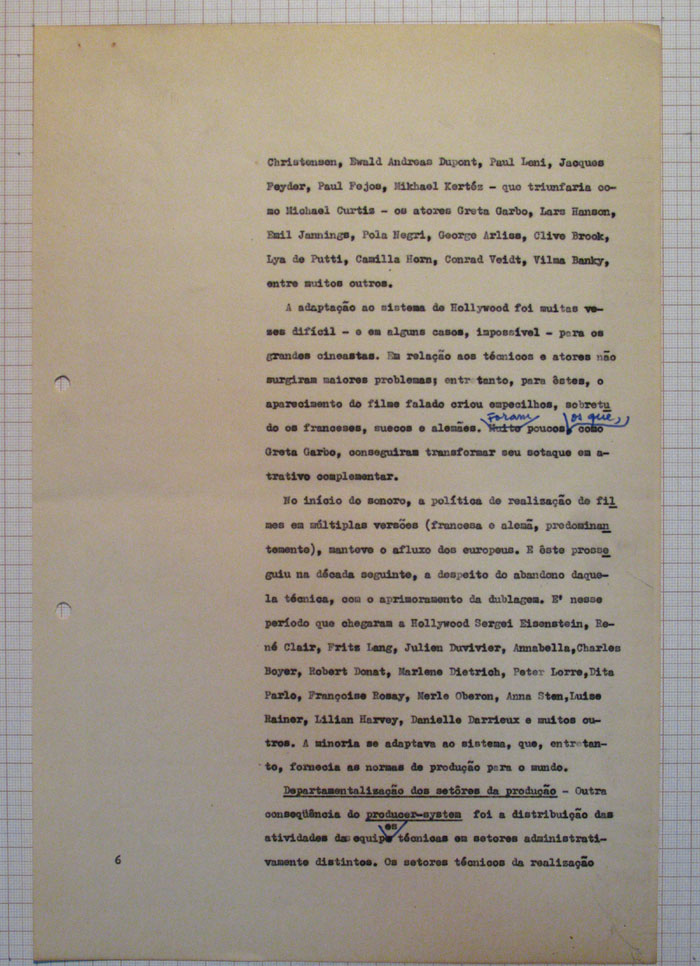 Christensen, Ewald Andreas Dupont, Paul Leni, Jacques
Feyder, Paul Fejos, Mikhael Kertéz - que triunfaria co-
mo Michael Curtiz - os atores Greta Garbo, Lars Hanson,
Emil Jannings, Pola Negri, George Arliss, Clive Brook,
Lya de Putti, Camilla Horn, Conrad Veidt, Vilma Banky,
entre muitos outros.
A adaptação ao sistema de Hollywood foi muitas ve-
zes difícil - e em alguns casos, impossível - para os
grandes cineastas. Em relação aos técnicos e atores não
surgiram maiores problemas; entretanto, para êstes, o
aparecimento do filme falado criou empecilhos, sobretu
Foram os que,
do os franceses, suecos e alemães. Muito poucos, como
Greta Garbo, conseguiram transformar seu sotaque em a-
trativo complementar.
No início do sonoro, a política de realização de fil
mes em múltiplas versões (francesa e alemã, predominan
temente), manteve o afluxo dos europeus. E êste prosse
guiu na década seguinte, a despeito do abandono daque-
la técnica, com o aprimoramento da dublagem. E' nesse
período que chegaram a Hollywood Sergei Eisenstein, Re-
né Clair, Fritz Lang, Julien Duvivier, Annabella,Charles
Boyer, Robert Donat, Marlene Dietrich, Peter Lorre,Dita
Parlo, Françoise Rosay, Merle Oberon, Anna Sten,Luise
Rainer, Lilian Harvey, Danielle Darrieux e muitos ou-
tros. A minoria se adaptava ao sistema, que, entretan-
to, fornecia as normas de produção para o mundo.
Departamentalização dos setôres da produção - Outra
conseqüência do producer-system foi a distribuição das
es
atividades das equipe técnicas em setores administrati-
vamente distintos. Os setores técnicos da realização
6